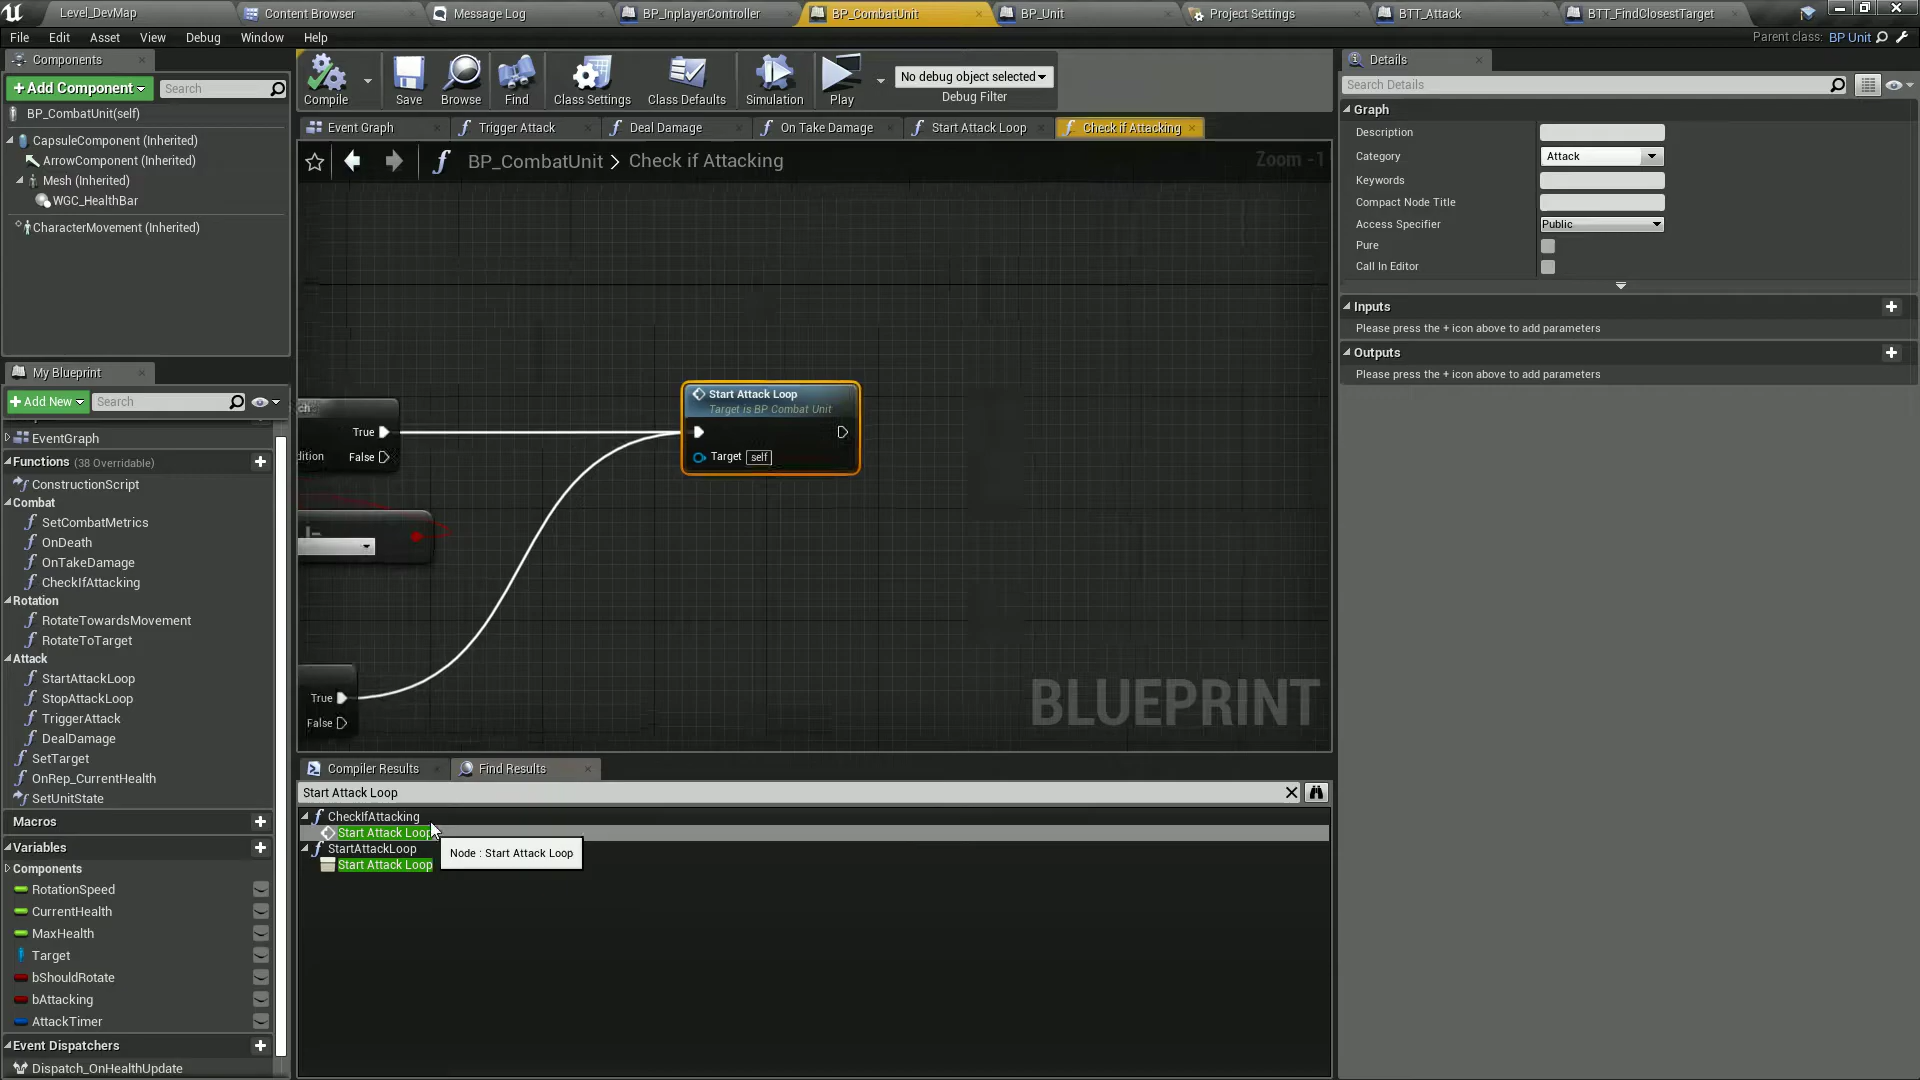 Level_DevMap
Content Browser
Message Log
BP_InplayerController
BP_CombatUnit
BP_Unit
Project Settings
BTT_Attack
BTT_FindClosestTarget
File
Edit
Asset
View
Debug
Window
Help
Parent class:
BP Unit
Components
+Add Component
Search
BP_CombatUnit(self)
CapsuleComponent (Inherited)
ArrowComponent (Inherited)
Mesh (Inherited)
WGC_HealthBar
CharacterMovement (Inherited)
Compile
Save
Browse
Find
Class Settings
Class Defaults
Simulation
Play
No debug object selected
Debug Filter
Event Graph
Trigger Attack
Deal Damage
On Take Damage
Start Attack Loop
Check if Attacking
BP_CombatUnit > Check if Attacking
Zoom -1
True
False
dition
Start Attack Loop
Target is BP Combat Unit
Target
self
True
False
BLUEPRINT
My Blueprint
+Add New
Search
EventGraph
Functions (38 Overridable)
ConstructionScript
Combat
SetCombatMetrics
OnDeath
OnTakeDamage
CheckIfAttacking
Rotation
RotateTowardsMovement
RotateToTarget
Attack
StartAttackLoop
StopAttackLoop
TriggerAttack
DealDamage
SetTarget
OnRep_CurrentHealth
SetUnitState
Macros
Variables
Components
RotationSpeed
CurrentHealth
MaxHealth
Target
bShouldRotate
bAttacking
AttackTimer
Event Dispatchers
Dispatch_OnHealthUpdate
Compiler Results
Find Results
Start Attack Loop
CheckIfAttacking
Start Attack Loop
StartAttackLoop
Start Attack Loop
Node : Start Attack Loop
Details
Search Details
Graph
Description
Category
Attack
Keywords
Compact Node Title
Access Specifier
Public
Pure
Call In Editor
Inputs
Please press the + icon above to add parameters
Outputs
Please press the + icon above to add parameters